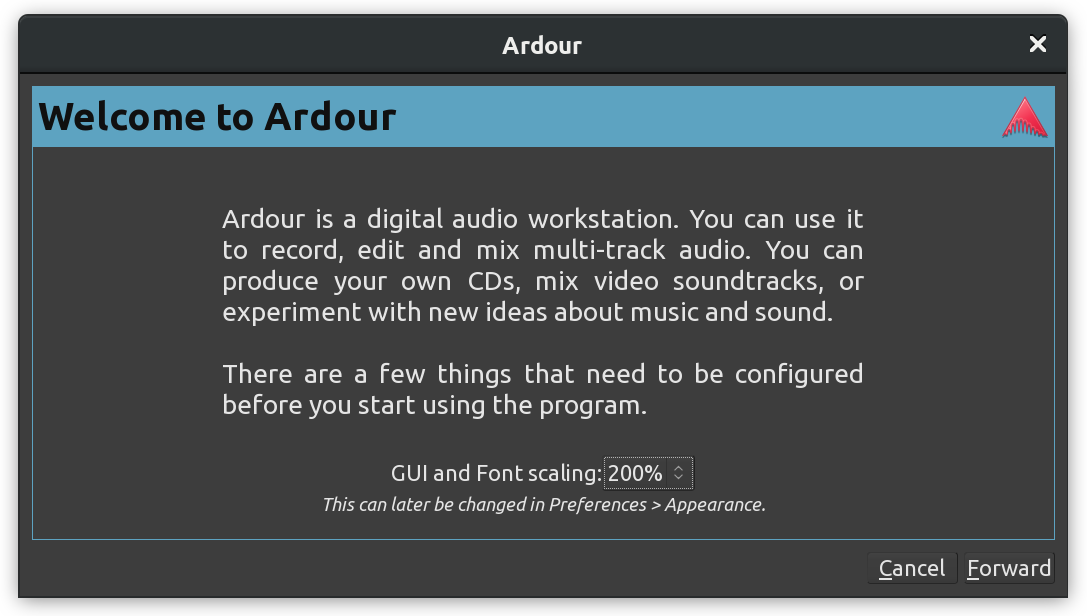 Ardour
Welcome to Ardour
Ardour is a digital audio workstation. You can use it
to record, edit and mix multi-track audio. You can
produce your own CDs, mix video soundtracks, or
experiment with new ideas about music and sound.
There are a few things that need to be configured
before you start using the program.
GUI and Font scaling: 200%
This can later be changed in Preferences > Appearance.
Cancel Forward